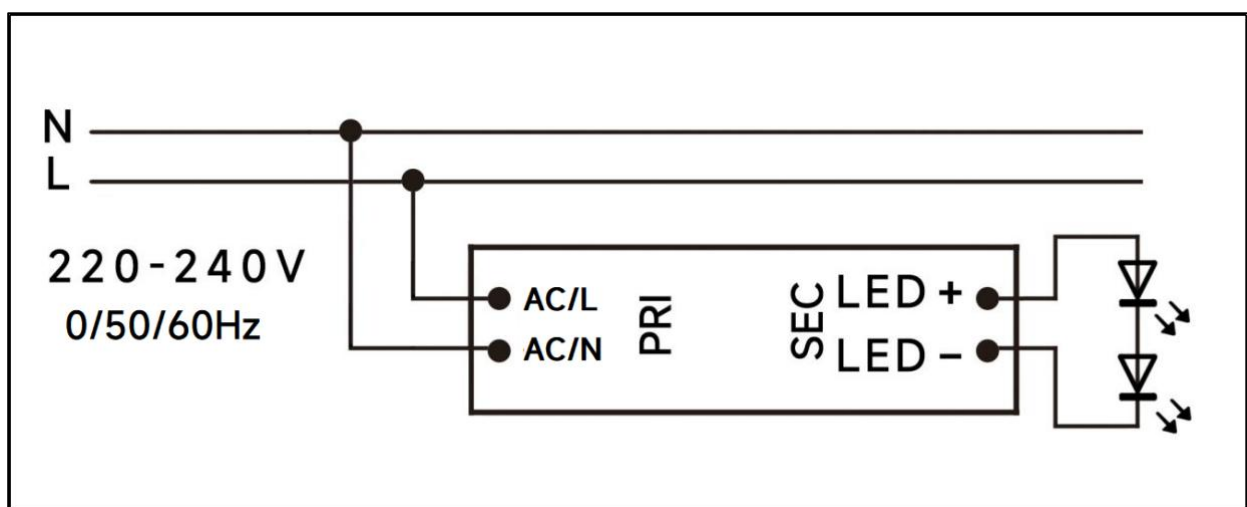 N
L
220-240V
0/50/60Hz
AC/L
AC/N
PRI
SEC
LED +
LED -